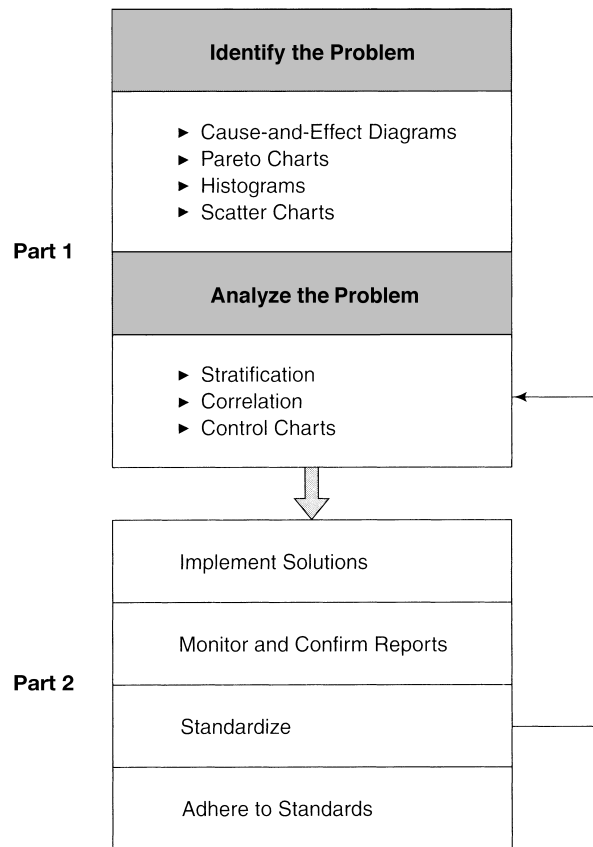 Identify the Problem
► Cause-and-Effect Diagrams
► Pareto Charts
► Histograms
► Scatter Charts
Part 1
Analyze the Problem
► Stratification
► Correlation
► Control Charts
Implement Solutions
Monitor and Confirm Reports
Part 2
Standardize
Adhere to Standards